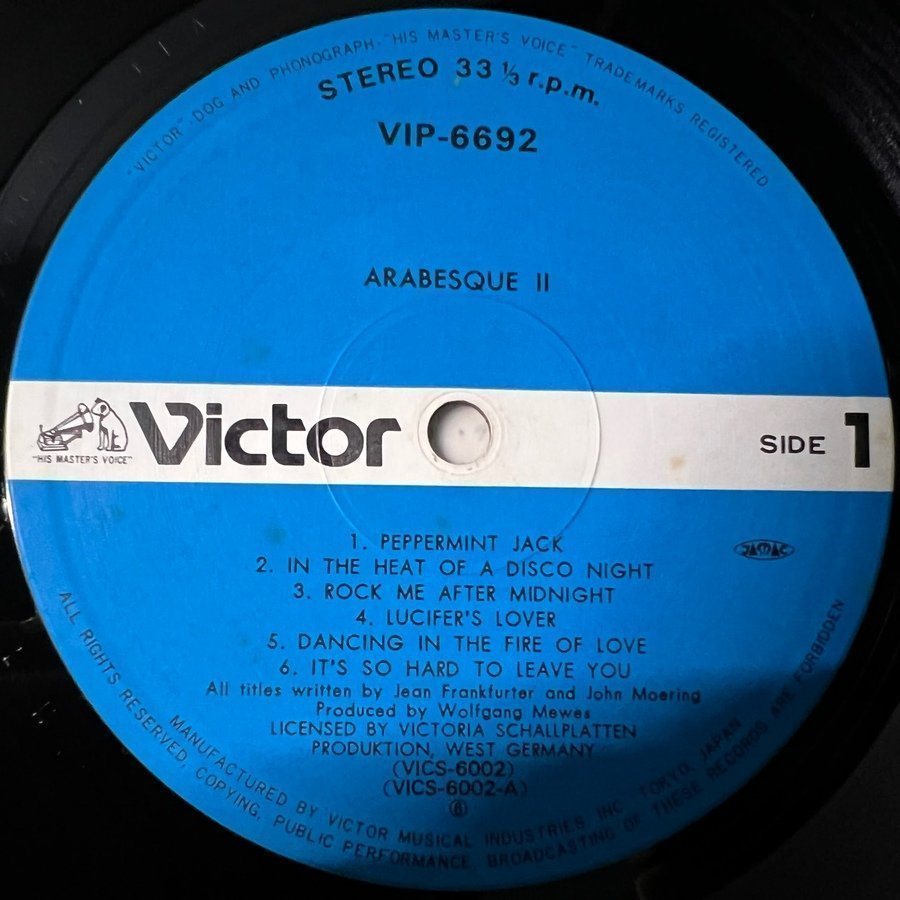 "VICTOR"·DOG AND PHONOGRAPH·"HIS MASTER'S VOICE" TRADEMARKS REGISTERED
STEREO 33 ⅓ r.p.m.
VIP-6692
ARABESQUE II
"HIS MASTER'S VOICE"
Victor
SIDE 1
1. PEPPERMINT JACK
2. IN THE HEAT OF A DISCO NIGHT
JASRAC
3. ROCK ME AFTER MIDNIGHT
4. LUCIFER'S LOVER
5. DANCING IN THE FIRE OF LOVE
6. IT'S SO HARD TO LEAVE YOU
All titles written by Jean Frankfurter and John Moering
Produced by Wolfgang Mewes
LICENSED BY VICTORIA SCHALLPLATTEN
PRODUKTION, WEST GERMANY
(VICS-6002)
(VICS-6002-A)
MANUFACTURED BY VICTOR MUSICAL INDUSTRIES, INC. TOKYO, JAPAN
ALL RIGHTS RESERVED, COPYING, PUBLIC PERFORMANCE, BROADCASTING OF THESE RECORDS ARE FORBIDDEN